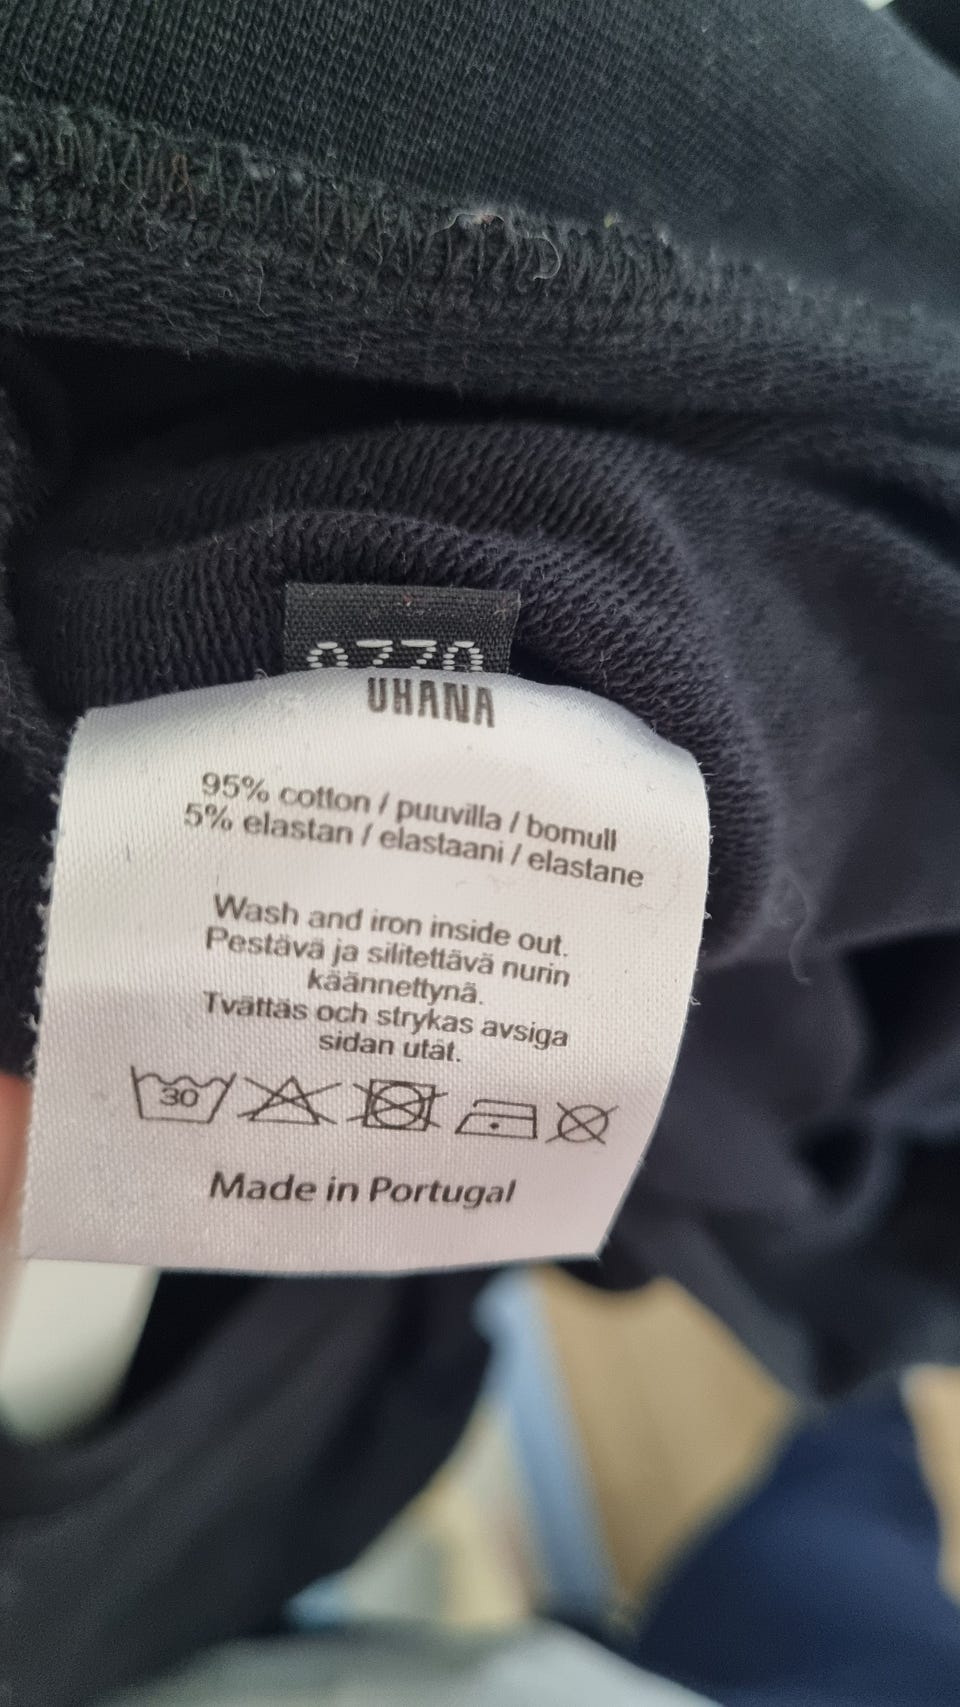 UHANA
95% cotton / puuvilla / bomull
5% elastan / elastaani / elastane
Wash and iron inside out.
Pestävä ja silitettävä nurin
käännettynä.
Tvättäs och strykas avsiga
sidan utåt.
30
Made in Portugal